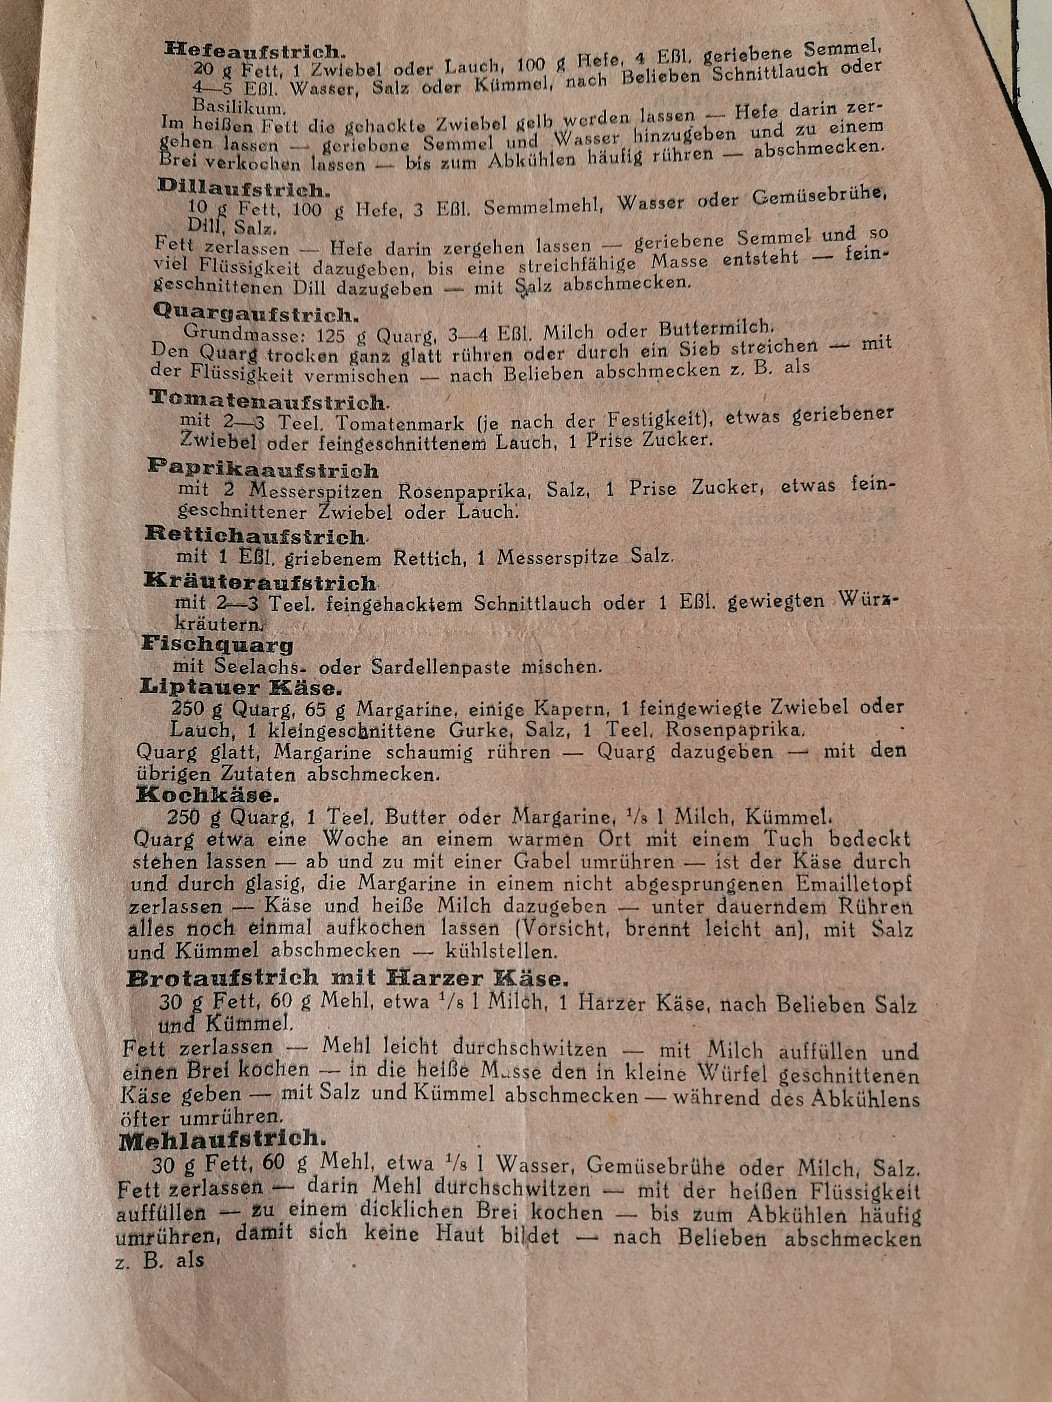 Hefeaufstrich.
20 g Fett, 1 Zwiebel oder Lauch, 100 g Hefe, 4 Eßl. geriebene Semmel,
4—5 Eßl. Wasser, Salz oder Kümmel, nach Belieben Schnittlauch oder
Basilikum.
Im heißen Fett die gehackte Zwiebel gelb werden lassen — Hefe darin zer-
gehen lassen — geriebene Semmel und Wasser hinzugeben und zu einem
Brei verkochen lassen — bis zum Abkühlen häufig rühren — abschmecken.
Dillaufstrich.
10 g Fett, 100 g Hefe, 3 Eßl. Semmelmehl, Wasser oder Gemüsebrühe,
Dill, Salz.
Fett zerlassen — Hefe darin zergehen lassen — geriebene Semmel und so
viel Flüssigkeit dazugeben, bis eine streichfähige Masse entsteht — fein-
geschnittenen Dill dazugeben — mit Salz abschmecken.
Quargaufstrich.
Grundmasse: 125 g Quarg, 3—4 Eßl. Milch oder Buttermilch.
Den Quarg trocken ganz glatt rühren oder durch ein Sieb streichen — mit
der Flüssigkeit vermischen — nach Belieben abschmecken z. B. als
Tomatenaufstrich.
mit 2—3 Teel. Tomatenmark (je nach der Festigkeit), etwas geriebener
Zwiebel oder feingeschnittenem Lauch, 1 Prise Zucker.
Paprikaaufstrich
mit 2 Messerspitzen Rosenpaprika, Salz, 1 Prise Zucker, etwas fein-
geschnittener Zwiebel oder Lauch.
Rettichaufstrich
mit 1 Eßl. griebenem Rettich, 1 Messerspitze Salz.
Kräuteraufstrich
mit 2—3 Teel. feingehacktem Schnittlauch oder 1 Eßl. gewiegten Würz-
kräutern.
Fischquarg
mit Seelachs- oder Sardellenpaste mischen.
Liptauer Käse.
250 g Quarg, 65 g Margarine, einige Kapern, 1 feingewiegte Zwiebel oder
Lauch, 1 kleingeschnittene Gurke, Salz, 1 Teel. Rosenpaprika.
Quarg glatt, Margarine schaumig rühren — Quarg dazugeben — mit den
übrigen Zutaten abschmecken.
Kochkäse.
250 g Quarg, 1 Teel. Butter oder Margarine, ¹/₈ l Milch, Kümmel.
Quarg etwa eine Woche an einem warmen Ort mit einem Tuch bedeckt
stehen lassen — ab und zu mit einer Gabel umrühren — ist der Käse durch
und durch glasig, die Margarine in einem nicht abgesprungenen Emailletopf
zerlassen — Käse und heiße Milch dazugeben — unter dauerndem Rühren
alles noch einmal aufkochen lassen (Vorsicht, brennt leicht an), mit Salz
und Kümmel abschmecken — kühlstellen.
Brotaufstrich mit Harzer Käse.
30 g Fett, 60 g Mehl, etwa ¹/₈ l Milch, 1 Harzer Käse, nach Belieben Salz
und Kümmel.
Fett zerlassen — Mehl leicht durchschwitzen — mit Milch auffüllen und
einen Brei kochen — in die heiße Masse den in kleine Würfel geschnittenen
Käse geben — mit Salz und Kümmel abschmecken — während des Abkühlens
öfter umrühren.
Mehlaufstrich.
30 g Fett, 60 g Mehl, etwa ¹/₈ l Wasser, Gemüsebrühe oder Milch, Salz.
Fett zerlassen — darin Mehl durchschwitzen — mit der heißen Flüssigkeit
auffüllen — zu einem dicklichen Brei kochen — bis zum Abkühlen häufig
umrühren, damit sich keine Haut bildet — nach Belieben abschmecken
z. B. als